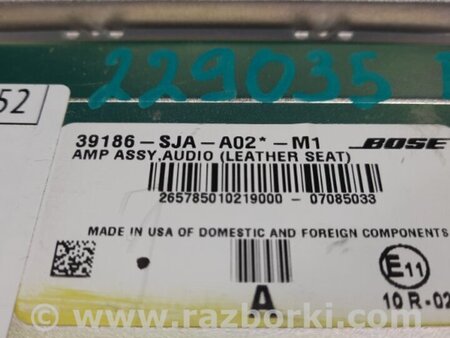 229035
52
39186-SJA-A02*-M1 BOSE
AMP ASSY,AUDIO (LEATHER SEAT)
265785010219000 - 07085033
MADE IN USA OF DOMESTIC AND FOREIGN COMPONENTS
E11
A
10 R-02
© www.razborki.com/